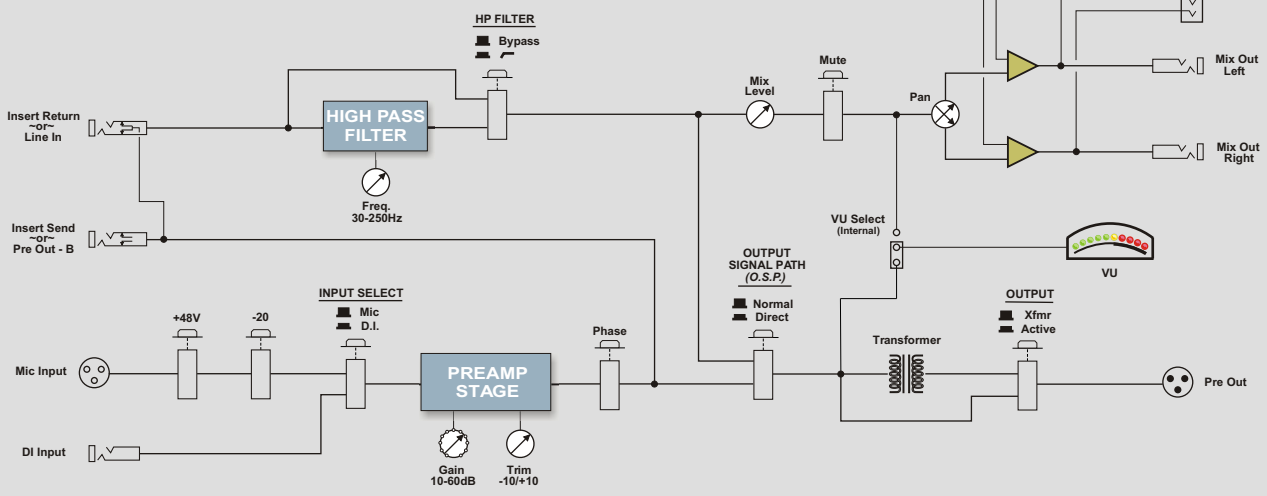 HP FILTER
Bypass
Mute
Mix
Level
Pan
Mix Out
Left
Insert Return
~or~
Line In
HIGH PASS
FILTER
Mix Out
Right
Freq.
30-250Hz
Insert Send
~or~
Pre Out - B
VU Select
(Internal)
VU
OUTPUT
SIGNAL PATH
(O.S.P.)
Normal
Direct
INPUT SELECT
Mic
D.I.
OUTPUT
Xfmr
Active
+48V
-20
Phase
Transformer
Mic Input
PREAMP
STAGE
Pre Out
DI Input
Gain
10-60dB
Trim
-10/+10